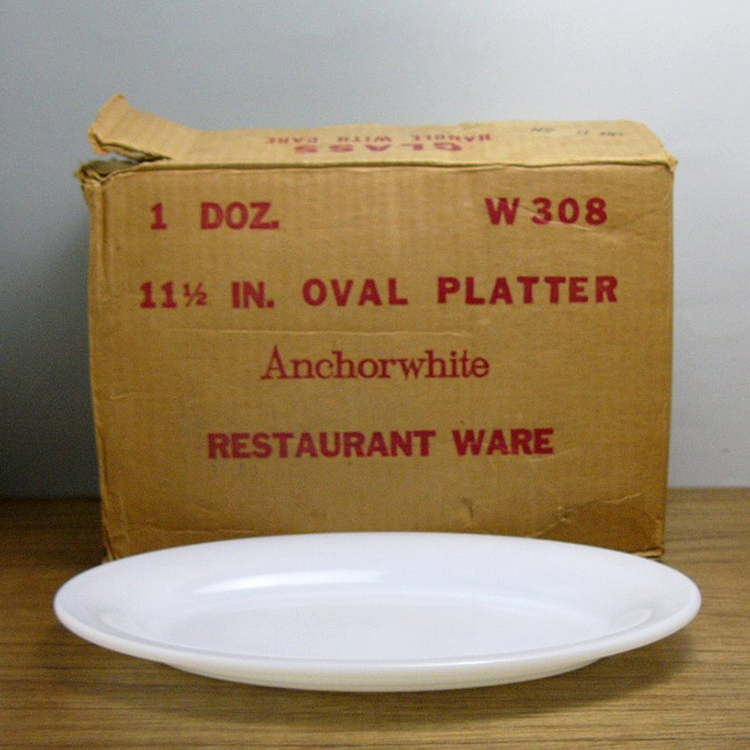 GLASS
HANDLE WITH CARE
1 DOZ. W 308
11½ IN. OVAL PLATTER
Anchorwhite
RESTAURANT WARE